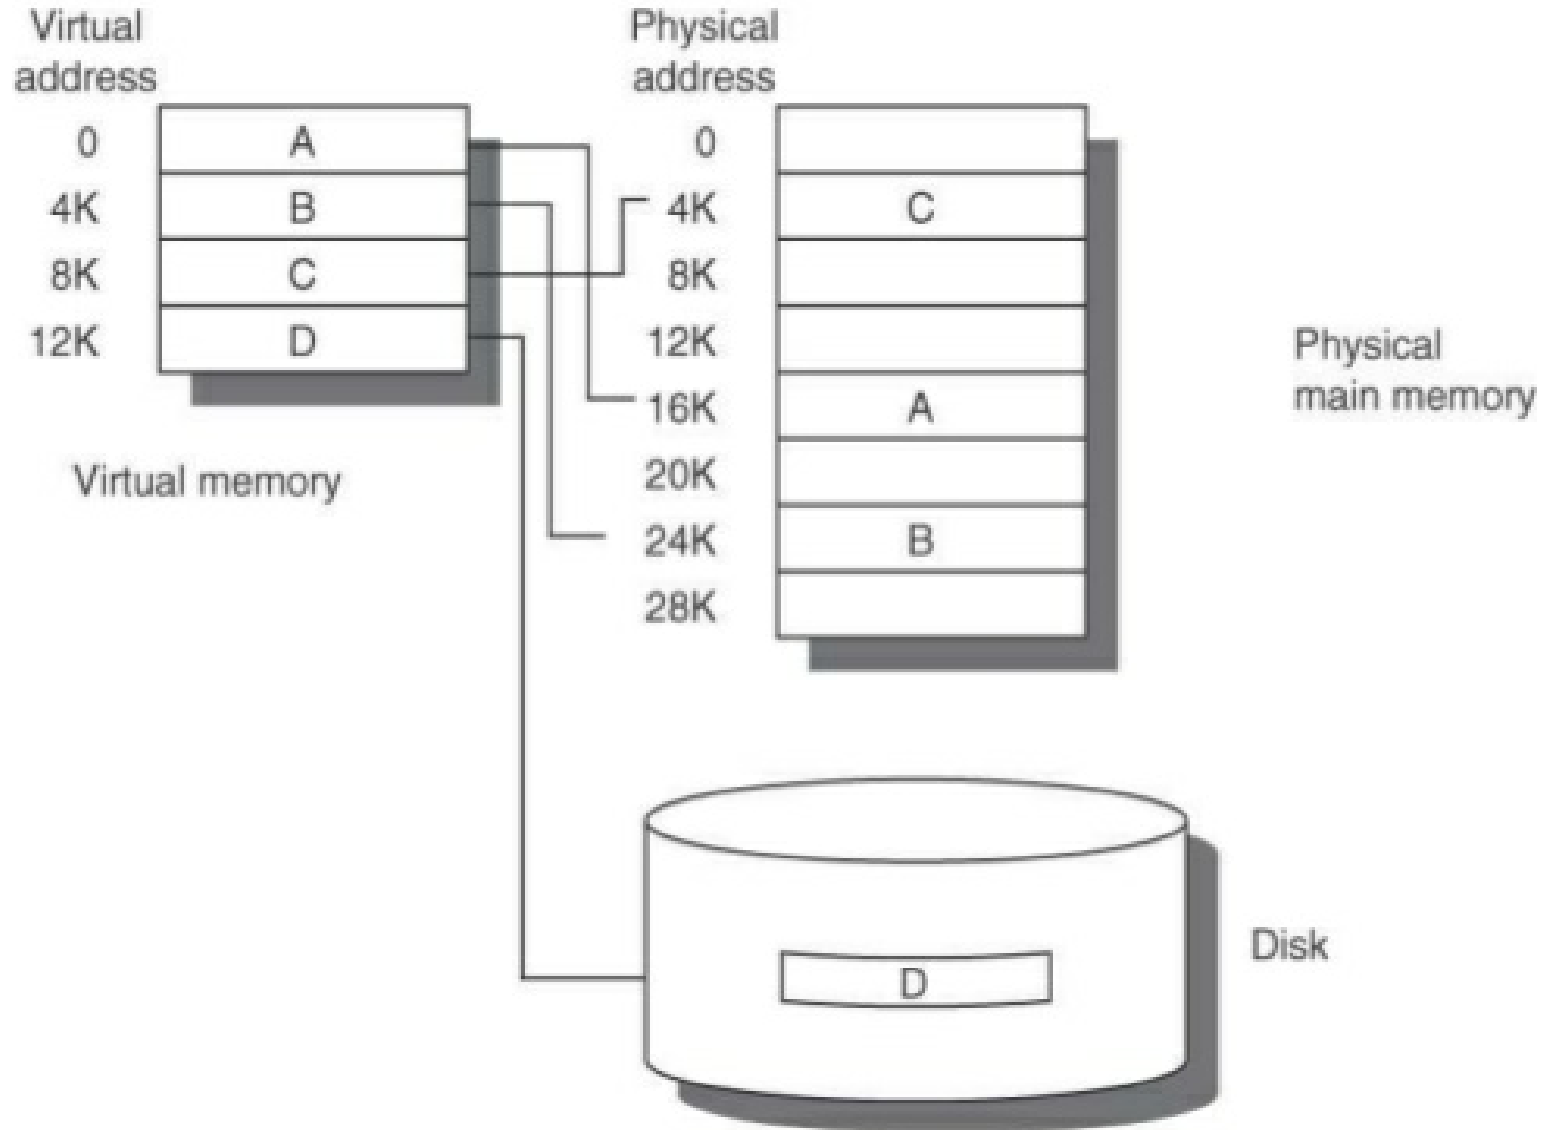 Virtual
address
0
A
4K
B
8K
C
12K
D
Virtual memory
Physical
address
0
4K
C
8K
12K
16K
A
20K
24K
B
28K
Physical
main memory
D
Disk